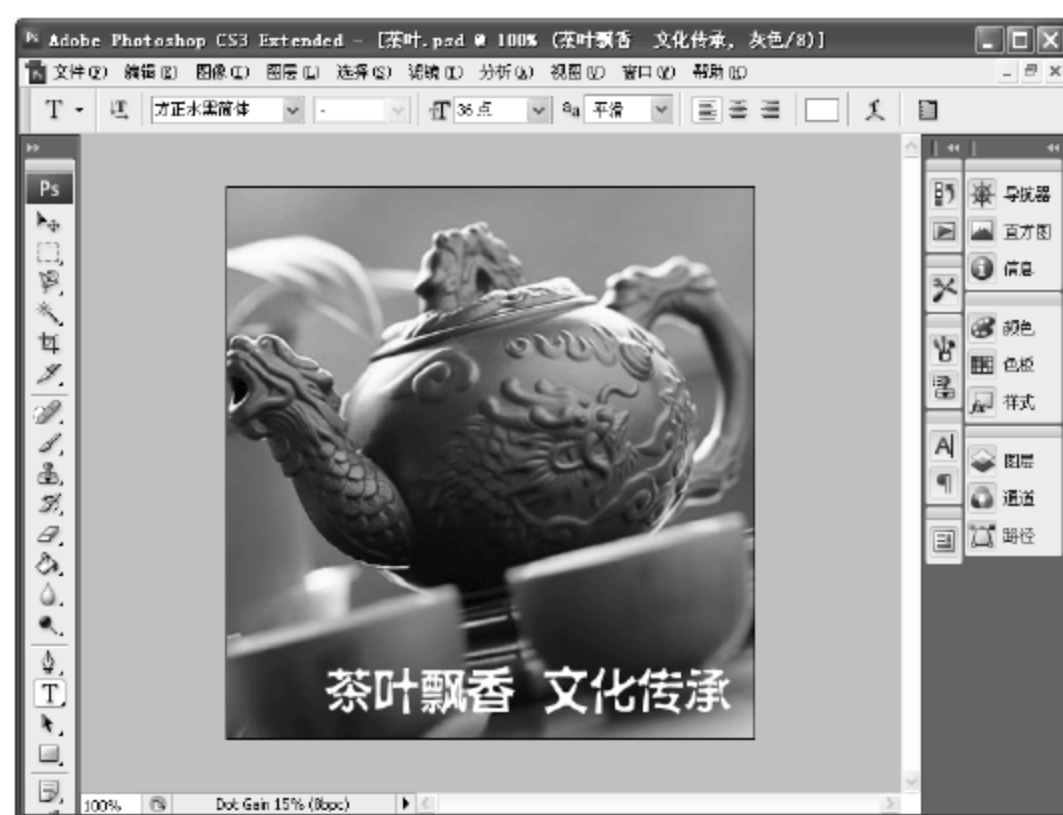 Ps Adobe Photoshop CS3 Extended - [茶叶.psd @ 100% (茶叶飘香 文化传承, 灰色/8)]
文件(F) 编辑(E) 图像(I) 图层(L) 选择(S) 滤镜(T) 分析(A) 视图(V) 窗口(W) 帮助(H)
T T 方正水黑简体 - T 36 点 aa 平滑
Ps
导航器
直方图
信息
颜色
色板
样式
A
图层
通道
路径
T
茶叶飘香 文化传承
100% Dot Gain 15% (8bpc)